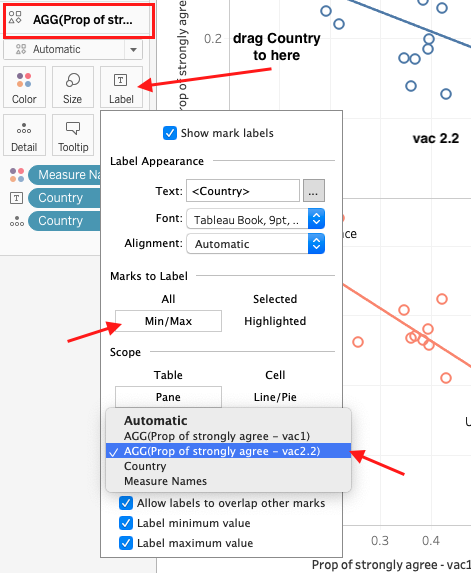 AGG(Prop of str...
Automatic
Color
Size
Label
Detail
Tooltip
Measure Na
Country
Country
drag Country
to here
0.2
op of strongly agree
vac 2.2
Show mark labels
Label Appearance
Text:
<Country>
...
Font:
Tableau Book, 9pt, ..
Alignment:
Automatic
Marks to Label
All
Selected
Min/Max
Highlighted
Scope
Table
Cell
Pane
Line/Pie
Automatic
AGG(Prop of strongly agree - vac1)
✓ AGG(Prop of strongly agree - vac2.2)
Country
Measure Names
Allow labels to overlap other marks
Label minimum value
Label maximum value
nce
U
0.3
0.4
Prop of strongly agree - vac1